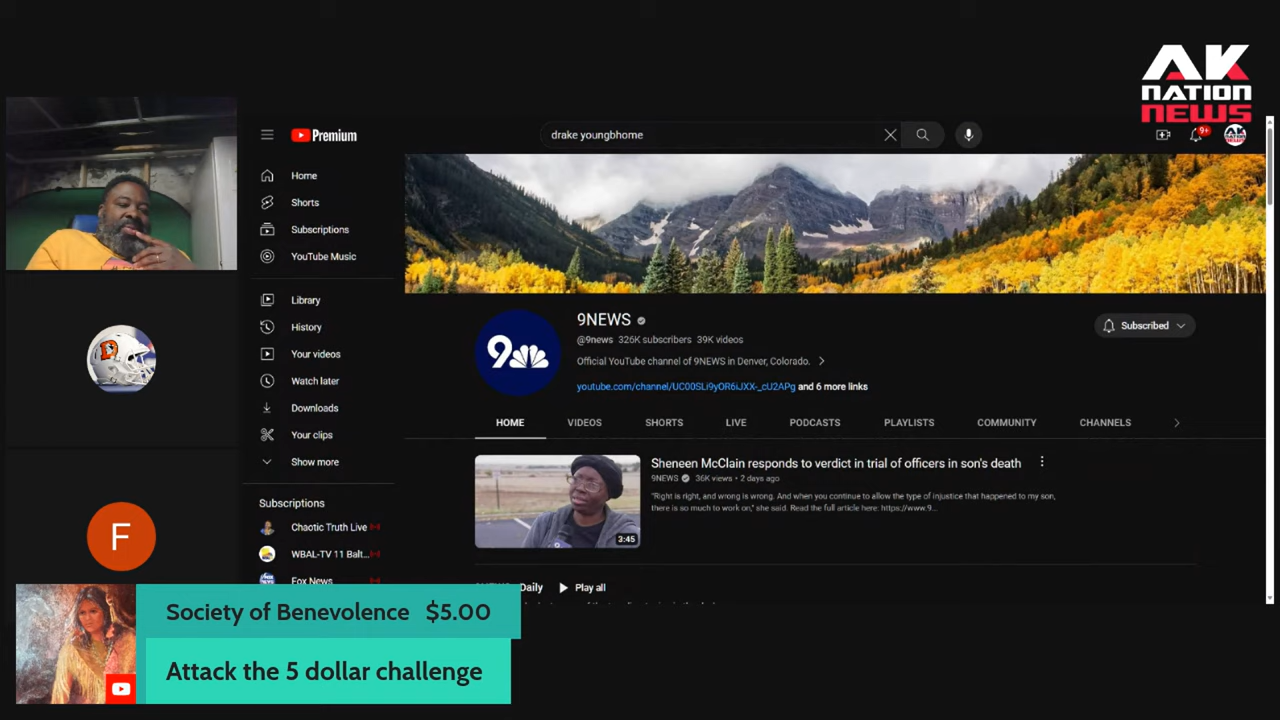 AK
NATION
NEWS
Premium
drake youngbhome
9+
Home
Shorts
Subscriptions
YouTube Music
Library
History
Your videos
Watch later
Downloads
Your clips
Show more
Subscriptions
Chaotic Truth Live
WBAL-TV 11 Balt...
Fox News
9NEWS
@9news 326K subscribers 39K videos
Official YouTube channel of 9NEWS in Denver, Colorado.
youtube.com/channel/UC00SLi9yOR6iJXX-_cU2APg and 6 more links
Subscribed
HOME VIDEOS SHORTS LIVE PODCASTS PLAYLISTS COMMUNITY CHANNELS
3:45
Sheneen McClain responds to verdict in trial of officers in son's death
9NEWS 36K views • 2 days ago
"Right is right, and wrong is wrong. And when you continue to allow the type of injustice that happened to my son,
there is so much to work on," she said. Read the full article here: https://www.9...
Daily Play all
F
Society of Benevolence $5.00
Attack the 5 dollar challenge